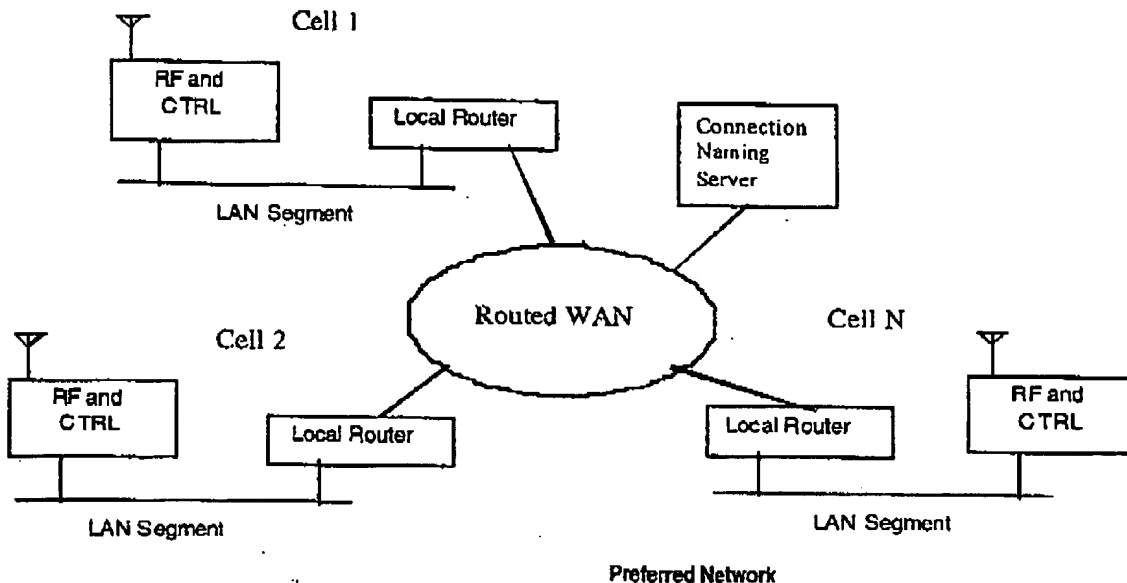 Cell 1
RF and
CTRL
Local Router
LAN Segment
Connection
Naming
Server
Routed WAN
Cell 2
RF and
CTRL
Local Router
LAN Segment
Cell N
RF and
CTRL
Local Router
LAN Segment
Preferred Network